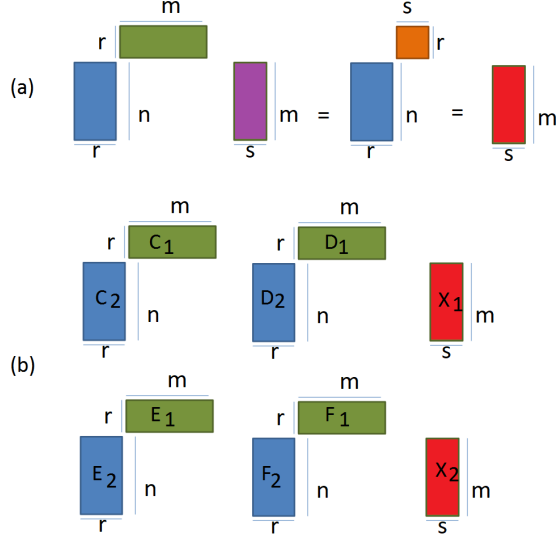 m s
r r
(a) n m = n = m
r s r s
m m
r C1 r D1
C2 n D2 n X1 m
r r s
(b)
m m
r E1 r F1
E2 n F2 n X2 m
r r s